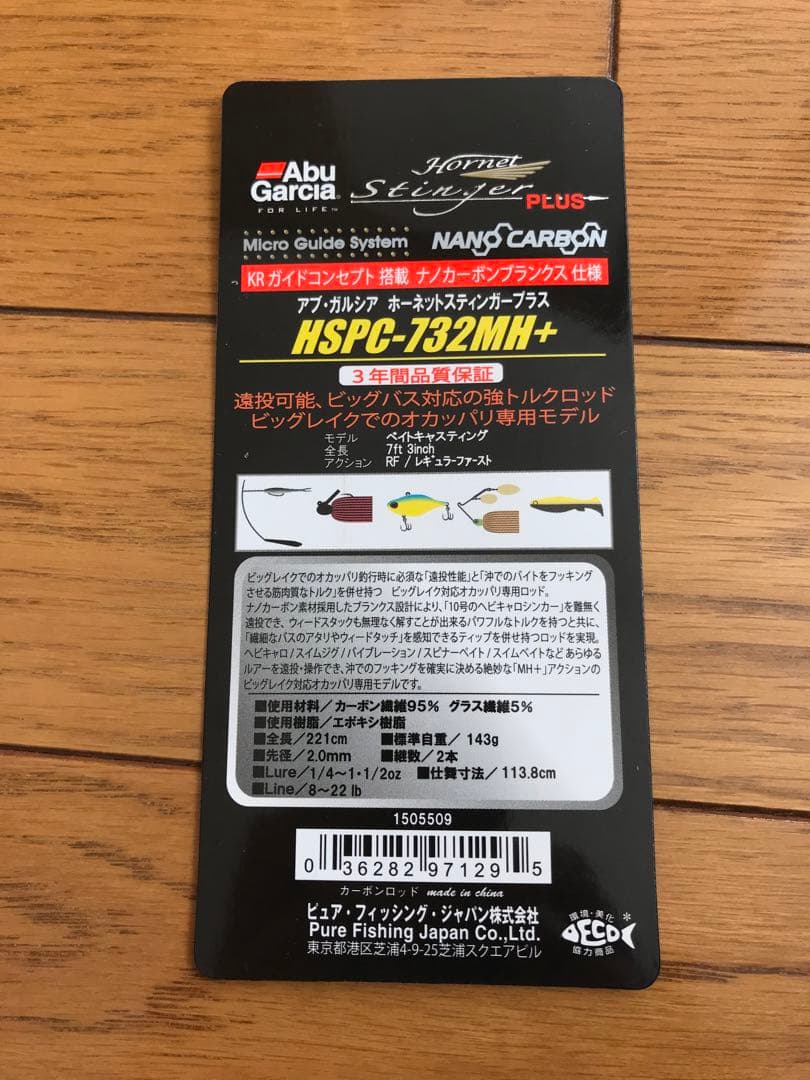 Abu Garcia
FOR LIFE™
Hornet Stinger PLUS
Micro Guide System
NANO CARBON
KR ガイドコンセプト 搭載 ナノカーボンブランクス 仕様
アブ・ガルシア ホーネットスティンガープラス
HSPC-732MH+
3年間品質保証
遠投可能、ビッグバス対応の強トルクロッド
ビッグレイクでのオカッパリ専用モデル
モデル ベイトキャスティング
全長 7ft 3inch
アクション RF / レギュラーファースト
ビッグレイクでのオカッパリ釣行時に必須な「遠投性能」と「沖でのバイトをフッキング
させる筋肉質なトルク」を併せ持つ ビッグレイク対応オカッパリ専用ロッド。
ナノカーボン素材採用したブランクス設計により、「10号のヘビキャロシンカー」を難無く
遠投でき、ウィードスタックも無理なく解すことが出来るパワフルなトルクを持つと共に、
「繊細なバスのアタリやウィードタッチ」を感知できるティップを併せ持つロッドを実現。
ヘビキャロ/スイムジグ/バイブレーション/スピナーベイト/スイムベイトなど あらゆる
ルアーを遠投・操作でき、沖でのフッキングを確実に決める絶妙な「MH+」アクションの
ビッグレイク対応オカッパリ専用モデルです。
■使用材料/カーボン繊維95% グラス繊維5%
■使用樹脂/エポキシ樹脂
■全長/221cm ■標準自重/143g
■先径/2.0mm ■継数/2本
■Lure/1/4~1・1/2oz ■仕舞寸法/113.8cm
■Line/8~22 lb
1505509
0 36282 97129 5
カーボンロッド made in china
ピュア・フィッシング・ジャパン株式会社
Pure Fishing Japan Co.,Ltd.
東京都港区芝浦4-9-25芝浦スクエアビル
環境・美化
ECO
協力商品